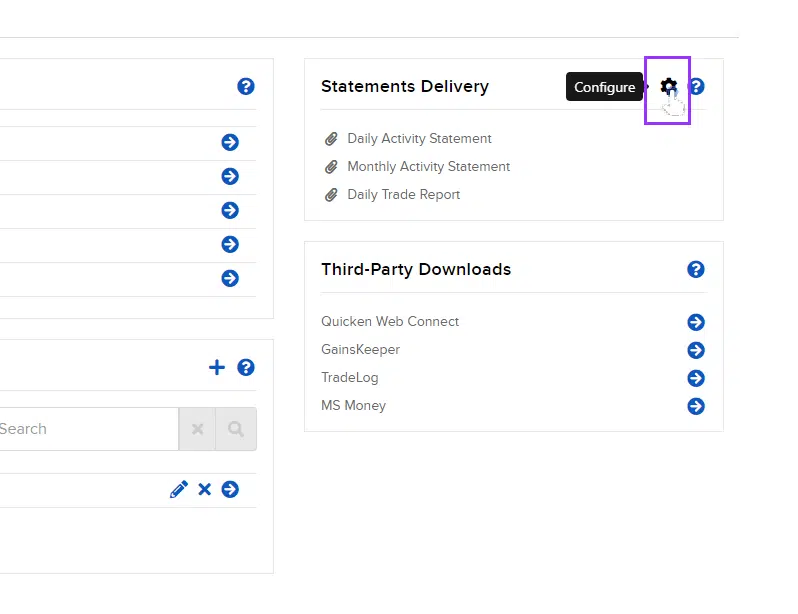 Statements Delivery
Configure
Daily Activity Statement
Monthly Activity Statement
Daily Trade Report
Third-Party Downloads
Quicken Web Connect
GainsKeeper
TradeLog
MS Money
Search